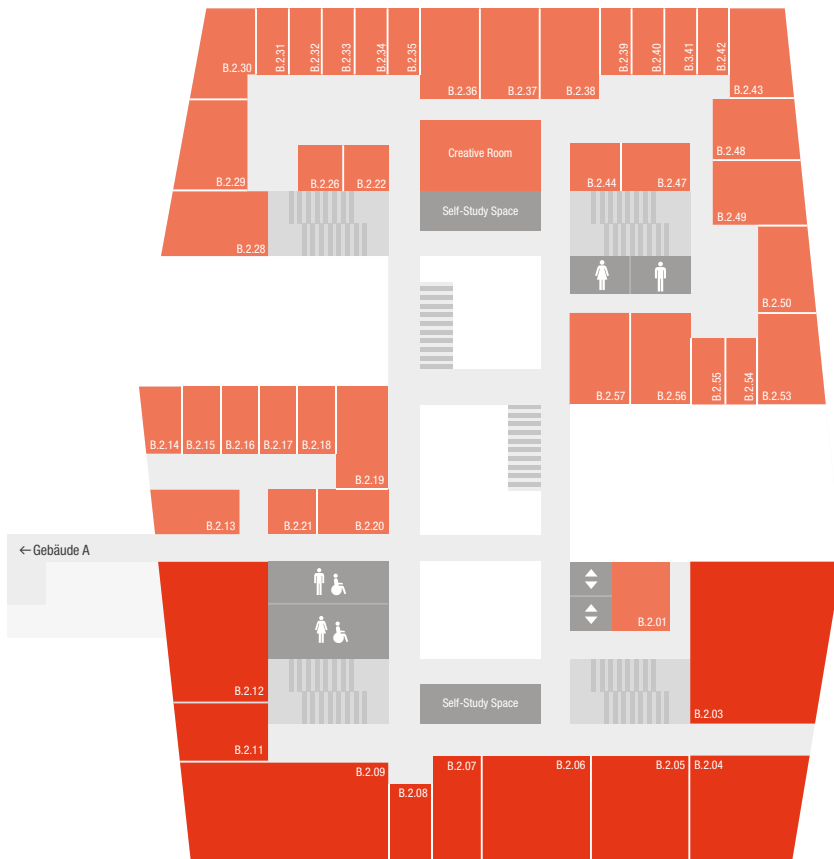 B.2.30
B.2.31
B.2.32
B.2.33
B.2.34
B.2.35
B.2.36
B.2.37
B.2.38
B.2.39
B.2.40
B.3.41
B.2.42
B.2.43
B.2.29
B.2.26
B.2.22
Creative Room
B.2.44
B.2.47
B.2.48
Self-Study Space
B.2.49
B.2.28
B.2.50
B.2.57
B.2.56
B.2.55
B.2.54
B.2.53
B.2.14
B.2.15
B.2.16
B.2.17
B.2.18
B.2.19
B.2.13
B.2.21
B.2.20
←Gebäude A
B.2.01
B.2.12
Self-Study Space
B.2.03
B.2.11
B.2.09
B.2.08
B.2.07
B.2.06
B.2.05
B.2.04